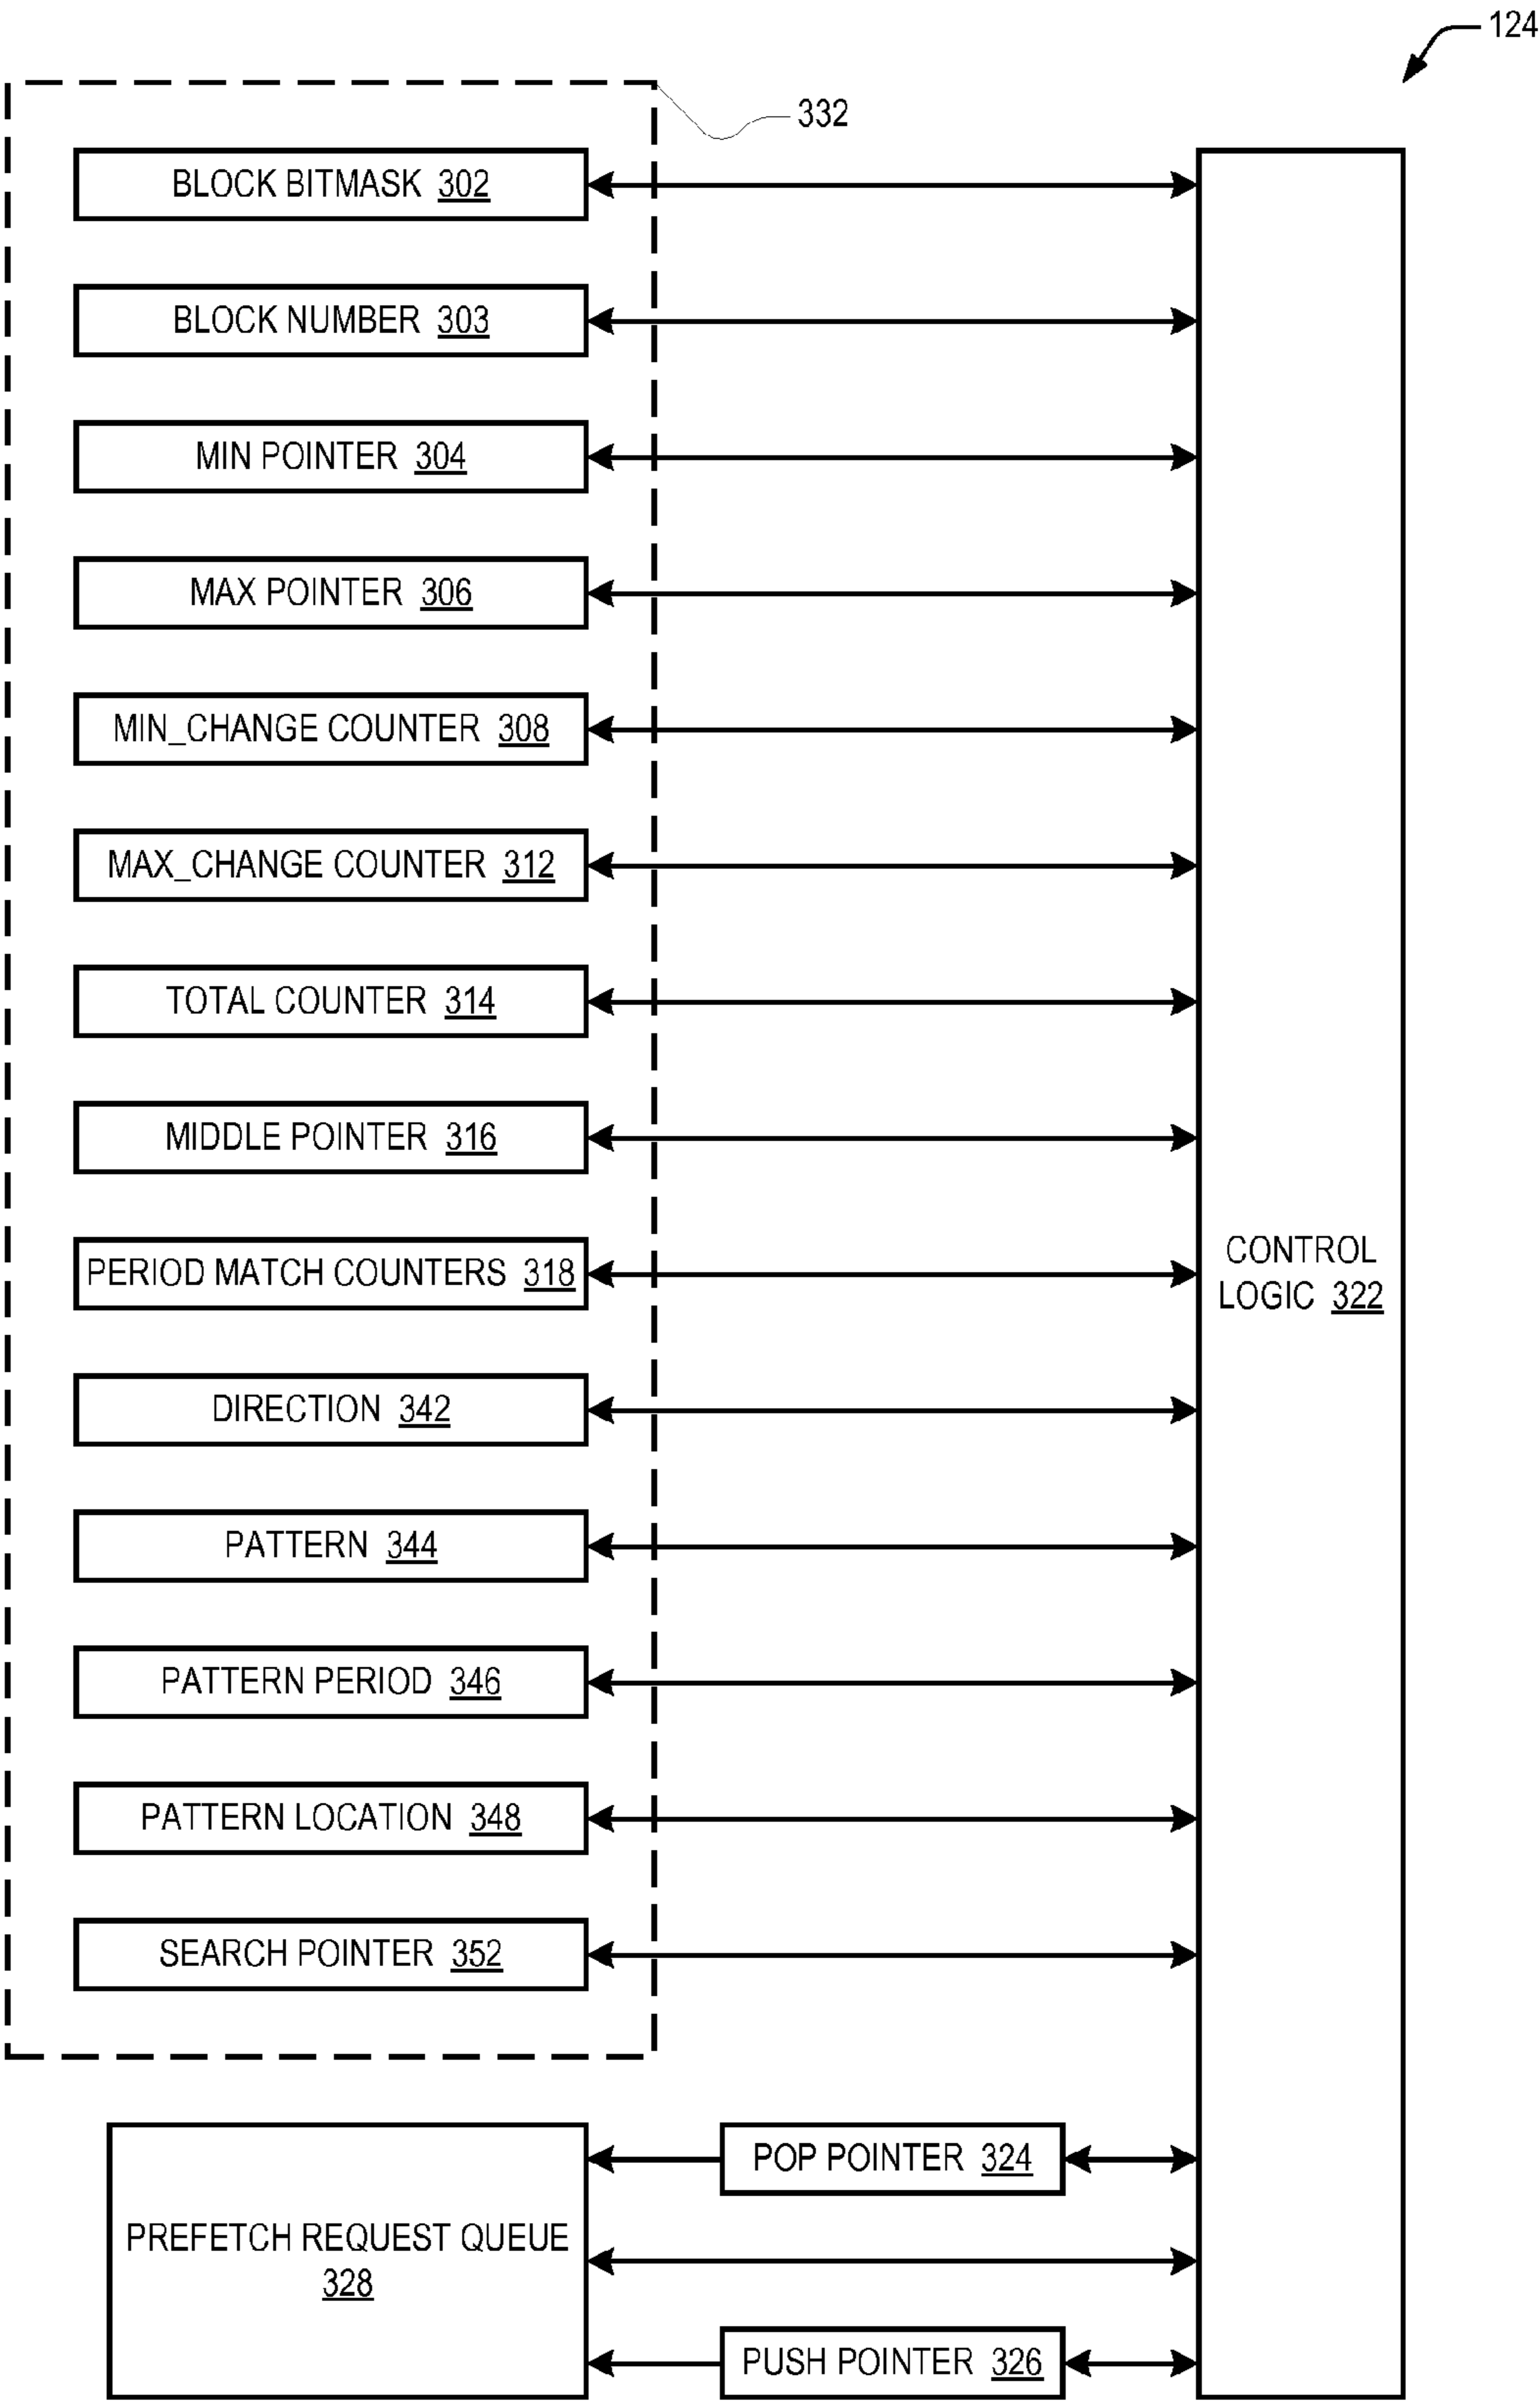 124
332
BLOCK BITMASK 302
BLOCK NUMBER 303
MIN POINTER 304
MAX POINTER 306
MIN_CHANGE COUNTER 308
MAX_CHANGE COUNTER 312
TOTAL COUNTER 314
MIDDLE POINTER 316
PERIOD MATCH COUNTERS 318
CONTROL
LOGIC 322
DIRECTION 342
PATTERN 344
PATTERN PERIOD 346
PATTERN LOCATION 348
SEARCH POINTER 352
POP POINTER 324
PREFETCH REQUEST QUEUE
328
PUSH POINTER 326